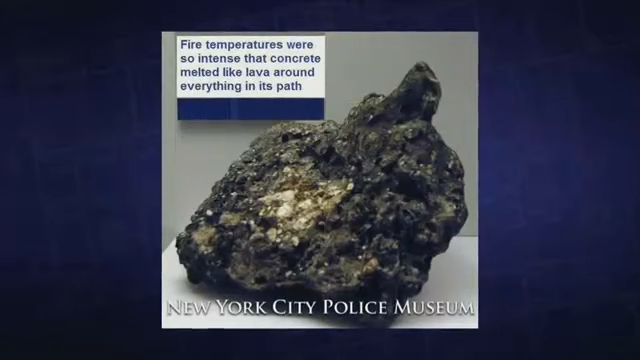 Fire temperatures were
so intense that concrete
melted like lava around
everything in its path
NEW YORK CITY POLICE MUSEUM